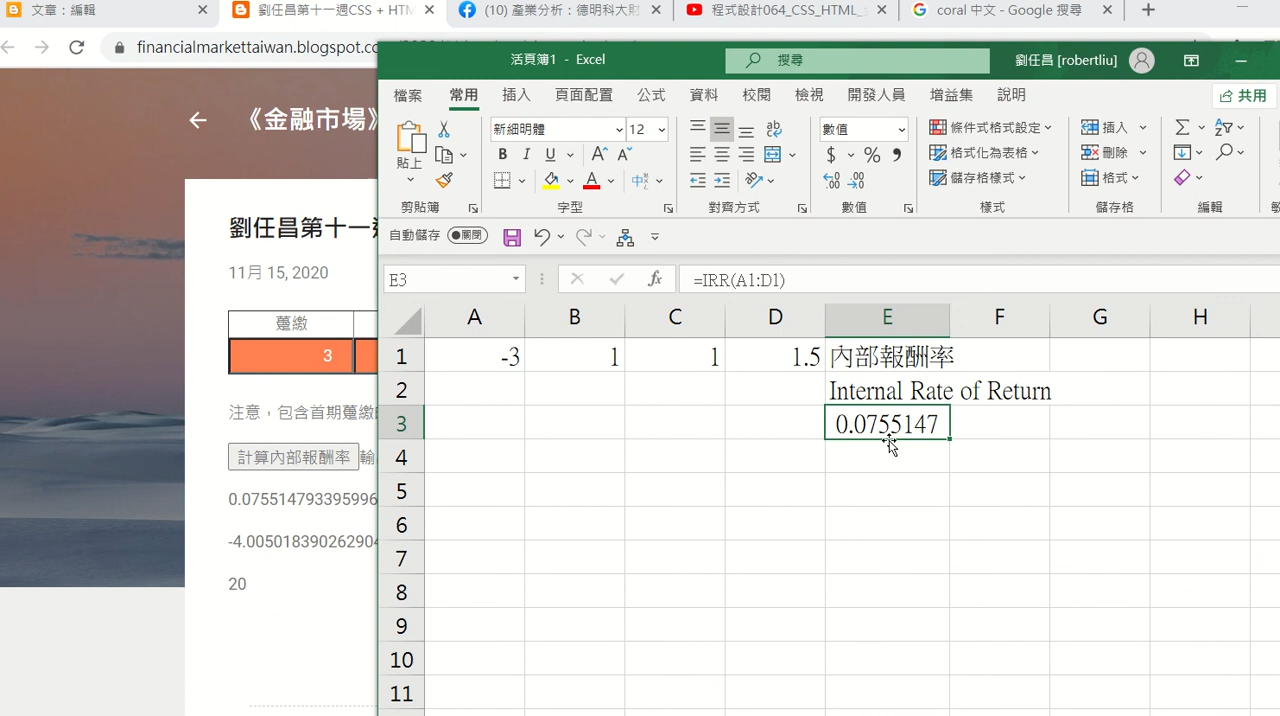 文章：編輯
劉任昌第十一週CSS + HTM
(10) 產業分析：德明科大財
程式設計064_CSS_HTML_
coral 中文 - Google 搜尋
financialmarkettaiwan.blogspot.co
活頁簿1 - Excel
搜尋
劉任昌 [robertliu]
檔案 常用 插入 頁面配置 公式 資料 校閱 檢視 開發人員 增益集 說明
共用
《金融市場》
貼上
新細明體 12
數值
條件式格式設定
格式化為表格
儲存格樣式
插入
刪除
格式
B I U
A A
$ % 9
剪貼簿 字型 對齊方式 數值 樣式 儲存格 編輯
自動儲存 關閉
E3
fx =IRR(A1:D1)
A B C D E F G H
1 -3 1 1 1.5 內部報酬率
2 Internal Rate of Return
3 0.0755147
4
5
6
7
8
9
10
11
劉任昌第十一週
11月 15, 2020
躉繳
3
注意，包含首期躉繳
計算內部報酬率 輸
0.075514793395996
-4.00501839026290
20